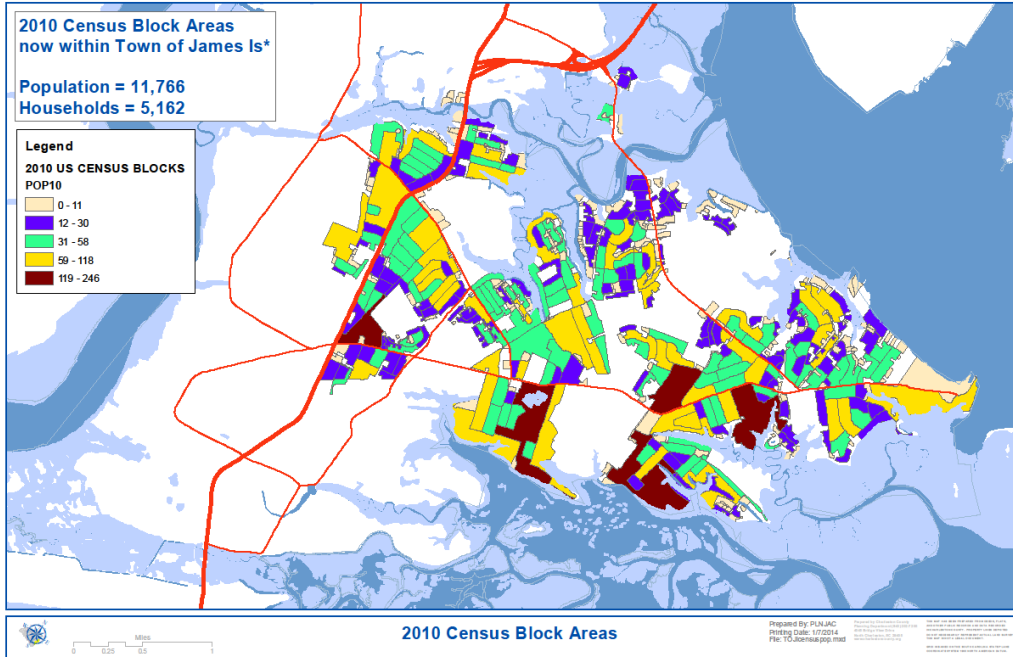 2010 Census Block Areas
now within Town of James Is*
Population = 11,766
Households = 5,162
Legend
2010 US CENSUS BLOCKS
POP10
0 - 11
12 - 30
31 - 58
59 - 118
119 - 246
Miles
0 0.25 0.5 1
2010 Census Block Areas
Prepared By: PLNJAC
Printing Date: 1/7/2014
File: TOJIcensuspop.mxd